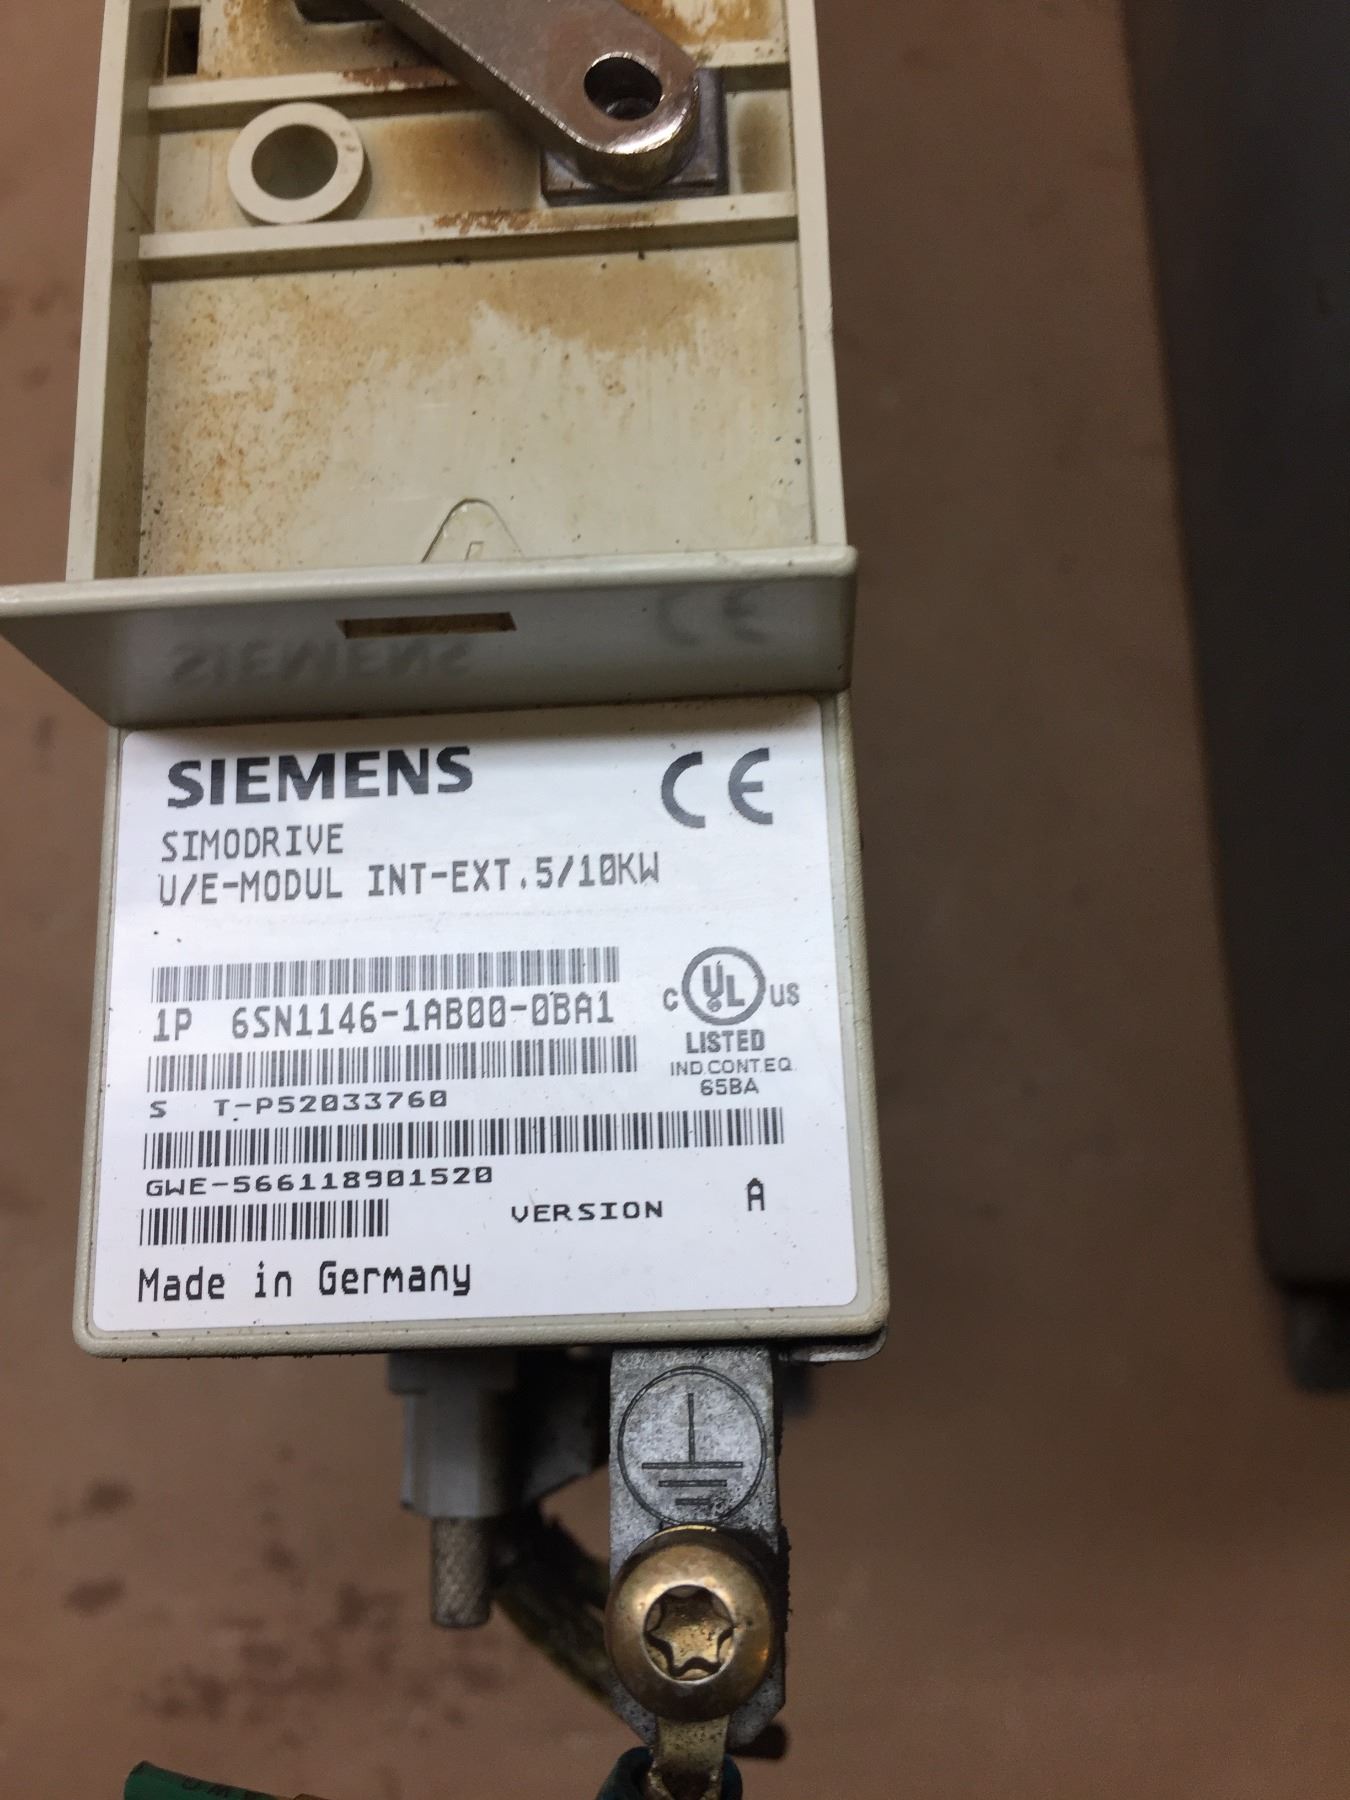 SIEMENS CE
SIMODRIVE
U/E-MODUL INT-EXT.5/10KW
1P 6SN1146-1AB00-0BA1
C UL US
LISTED
IND.CONT.EQ.
65BA
S T-P52033760
GWE-566118901520
VERSION A
Made in Germany